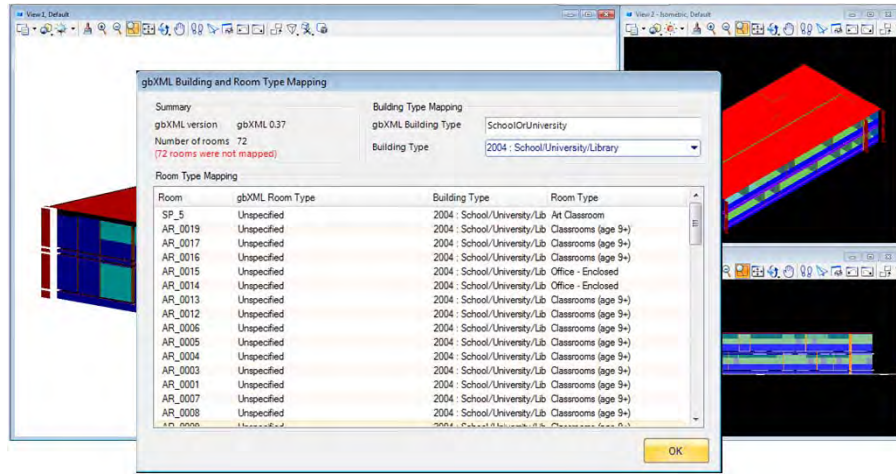 View 1, Default
View 2 - Isometric, Default
gbXML Building and Room Type Mapping
Summary
gbXML version gbXML 0.37
Number of rooms 72
(72 rooms were not mapped)
Building Type Mapping
gbXML Building Type SchoolOrUniversity
Building Type 2004 : School/University/Library
Room Type Mapping
Room gbXML Room Type Building Type Room Type
SP_5 Unspecified 2004 : School/University/Lib Art Classroom
AR_0019 Unspecified 2004 : School/University/Lib Classrooms (age 9+)
AR_0017 Unspecified 2004 : School/University/Lib Classrooms (age 9+)
AR_0016 Unspecified 2004 : School/University/Lib Classrooms (age 9+)
AR_0015 Unspecified 2004 : School/University/Lib Office - Enclosed
AR_0014 Unspecified 2004 : School/University/Lib Office - Enclosed
AR_0013 Unspecified 2004 : School/University/Lib Classrooms (age 9+)
AR_0012 Unspecified 2004 : School/University/Lib Classrooms (age 9+)
AR_0006 Unspecified 2004 : School/University/Lib Classrooms (age 9+)
AR_0005 Unspecified 2004 : School/University/Lib Classrooms (age 9+)
AR_0004 Unspecified 2004 : School/University/Lib Classrooms (age 9+)
AR_0003 Unspecified 2004 : School/University/Lib Classrooms (age 9+)
AR_0001 Unspecified 2004 : School/University/Lib Classrooms (age 9+)
AR_0007 Unspecified 2004 : School/University/Lib Classrooms (age 9+)
AR_0008 Unspecified 2004 : School/University/Lib Classrooms (age 9+)
AR_0009 Unspecified 2004 : School/University/Lib Classrooms (age 9+)
OK